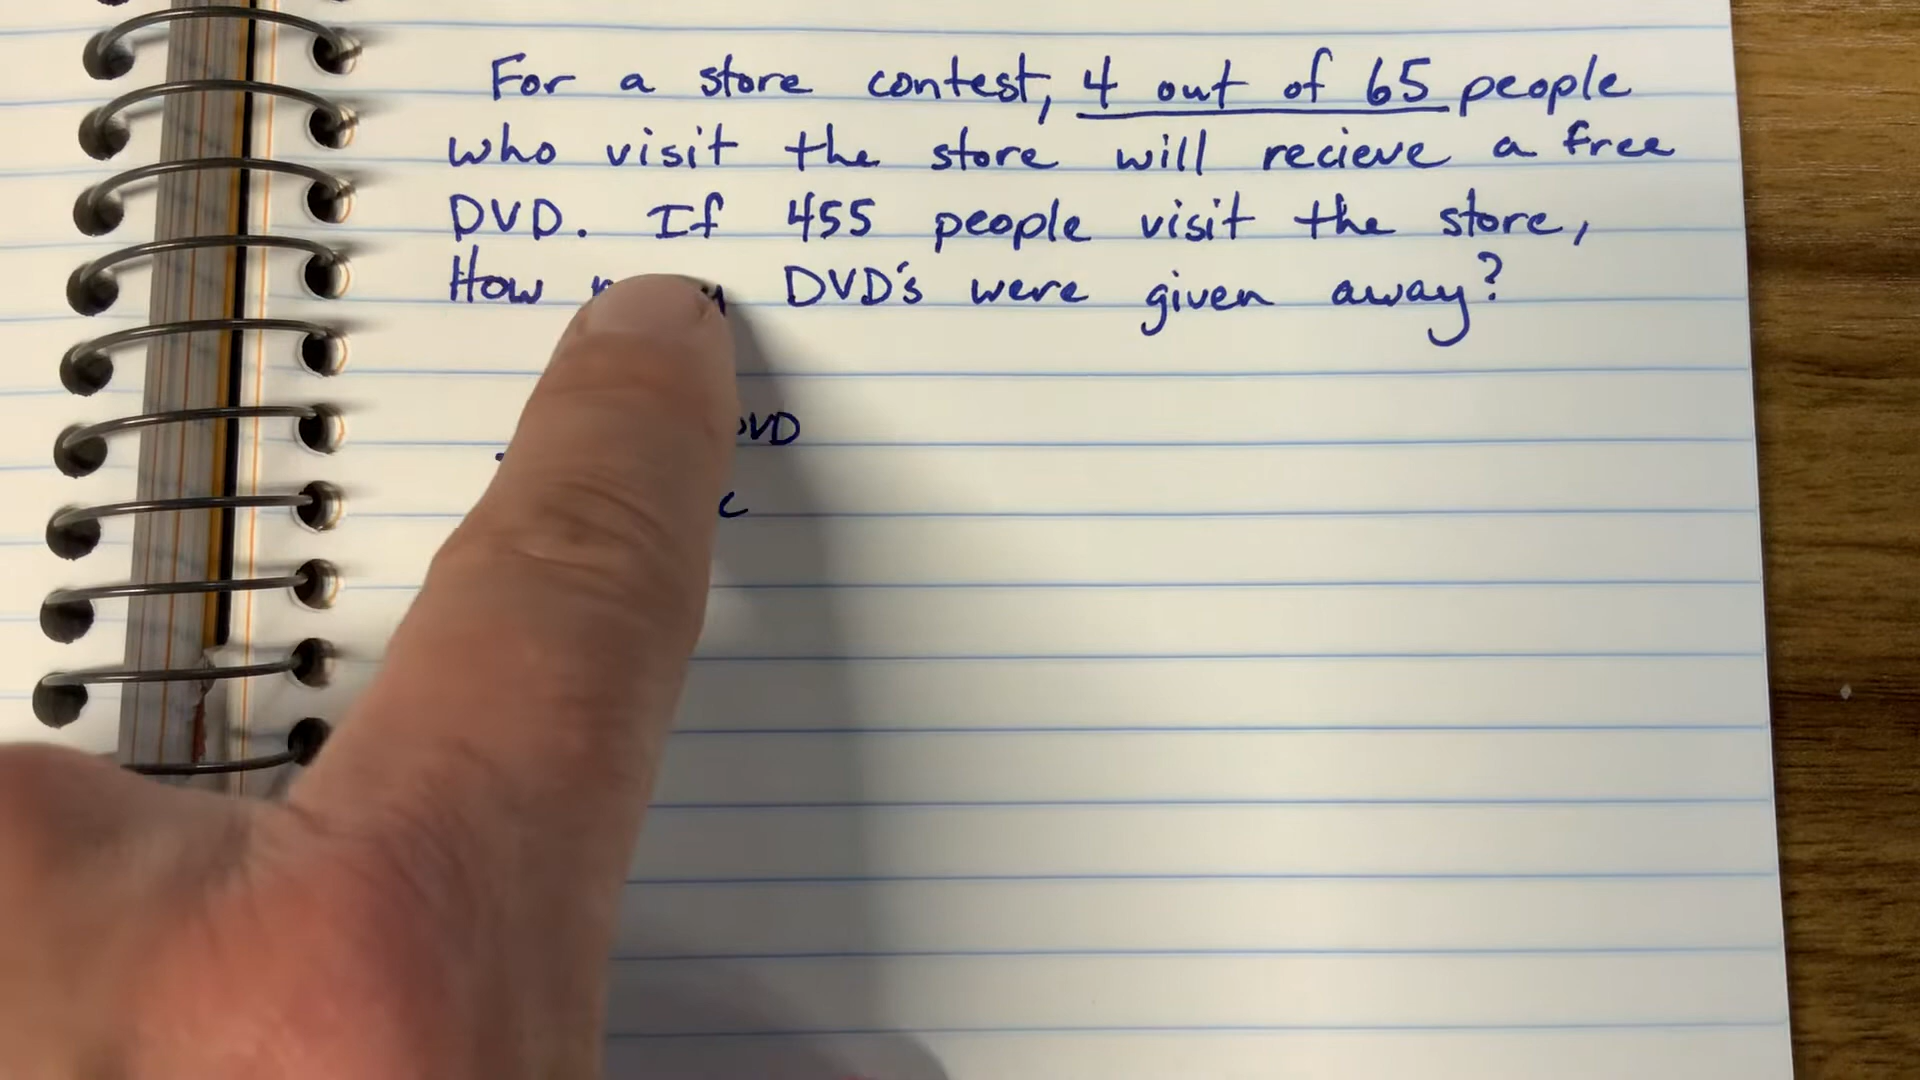 For a store contest, 4 out of 65 people
who visit the store will recieve a free
DVD. If 455 people visit the store,
How DVD's were given away?